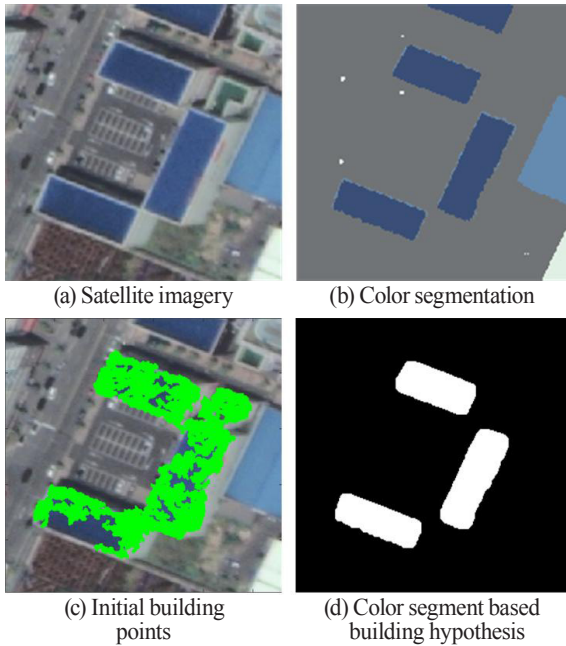 (a) Satellite imagery
(b) Color segmentation
(c) Initial building
points
(d) Color segment based
building hypothesis